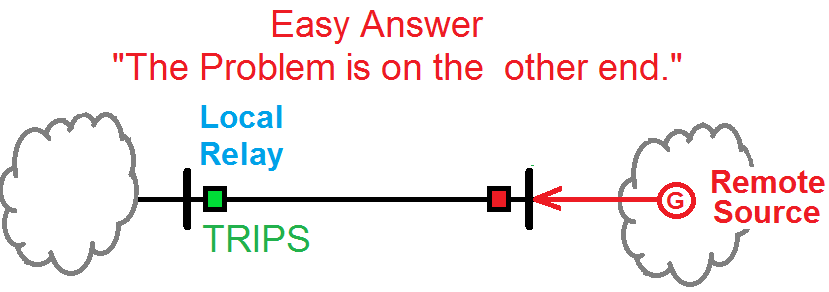 Easy Answer
"The Problem is on the other end."
Local
Relay
TRIPS
G
Remote
Source